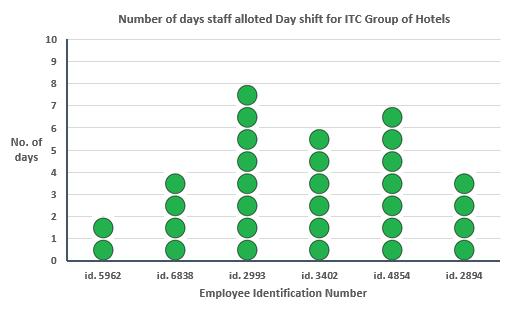 Number of days staff alloted Day shift for ITC Group of Hotels
10
9
8
7
6
5
4
3
2
1
0
No. of
days
id. 5962 id. 6838 id. 2993 id. 3402 id. 4854 id. 2894
Employee Identification Number